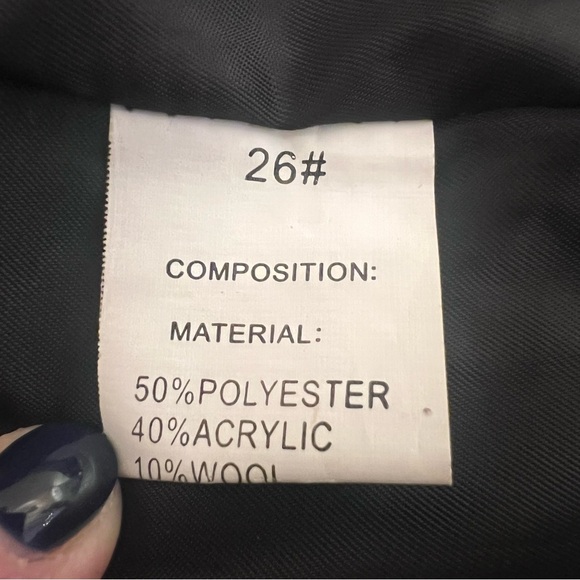 26#
COMPOSITION:
MATERIAL:
50%POLYESTER
40%ACRYLIC
10%WOOL